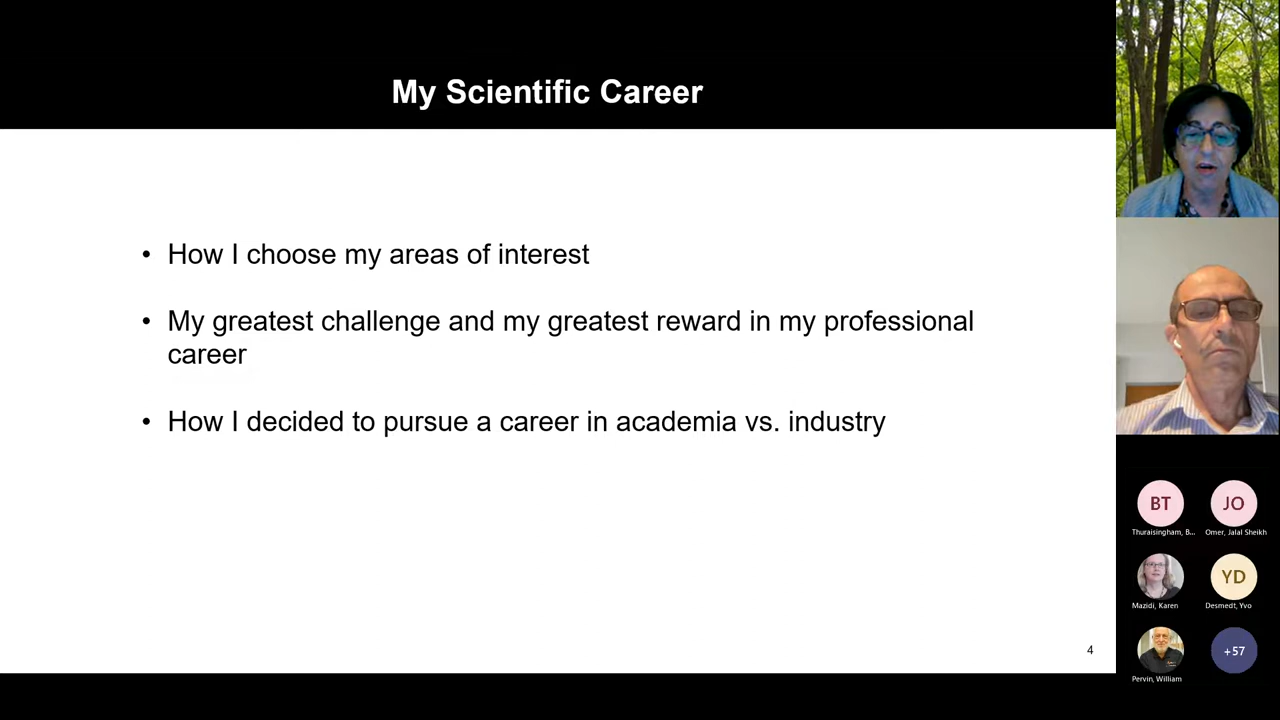 My Scientific Career
• How I choose my areas of interest
• My greatest challenge and my greatest reward in my professional
career
• How I decided to pursue a career in academia vs. industry
4
BT
JO
Thuraisingham, B...
Omer, Jalal Sheikh
YD
Mazidi, Karen
Desmedt, Yvo
+57
Pervin, William